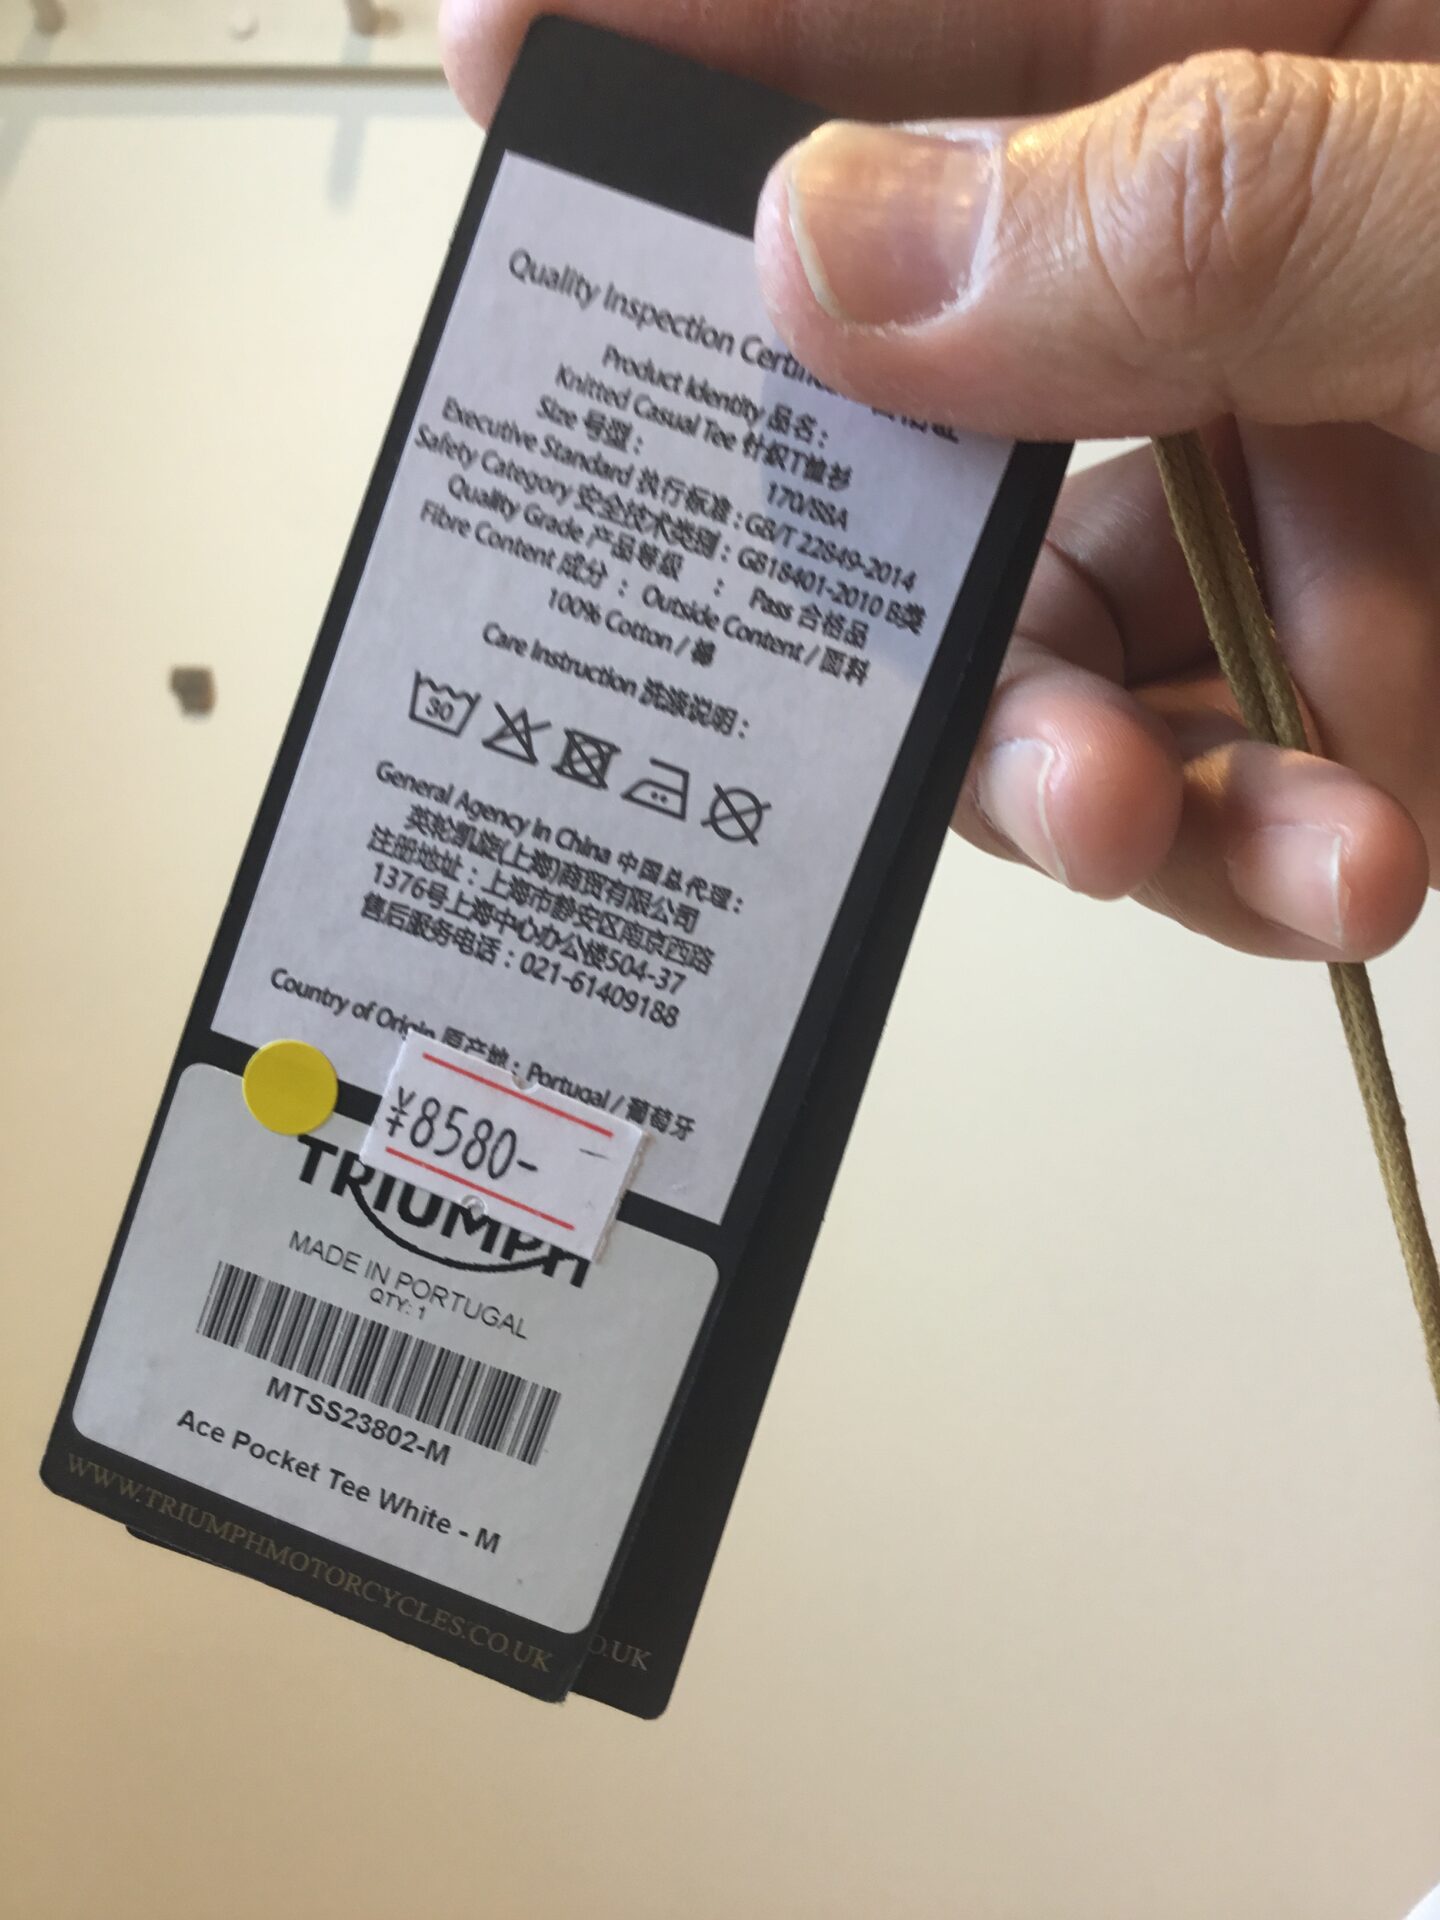 Quality Inspection
Product Identity 品名：
Knitted Casual Tee 针织T恤衫
Size 号型： 170/88A
Executive Standard 执行标准：GB/T 22849-2014
Safety Category 安全技术类别：GB18401-2010 B类
Quality Grade 产品等级 ： Pass 合格品
Fibre Content 成分 ： Outside Content / 面料
100% Cotton / 棉
Care Instruction 洗涤说明：
30
General Agency in China 中国总代理：
英轮凯旋(上海)商贸有限公司
注册地址：上海市静安区南京西路
1376号上海中心办公楼504-37
售后服务电话：021-61409188
Country of Origin 原产地：Portugal / 葡萄牙
¥8580-
TRIUMPH
MADE IN PORTUGAL
QTY: 1
MTSS23802-M
Ace Pocket Tee White - M
WWW.TRIUMPHMOTORCYCLES.CO.UK
O.UK